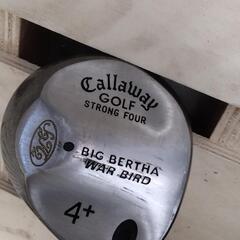 Callaway
GOLF
STRONG FOUR
BIG BERTHA
WAR BIRD
4+